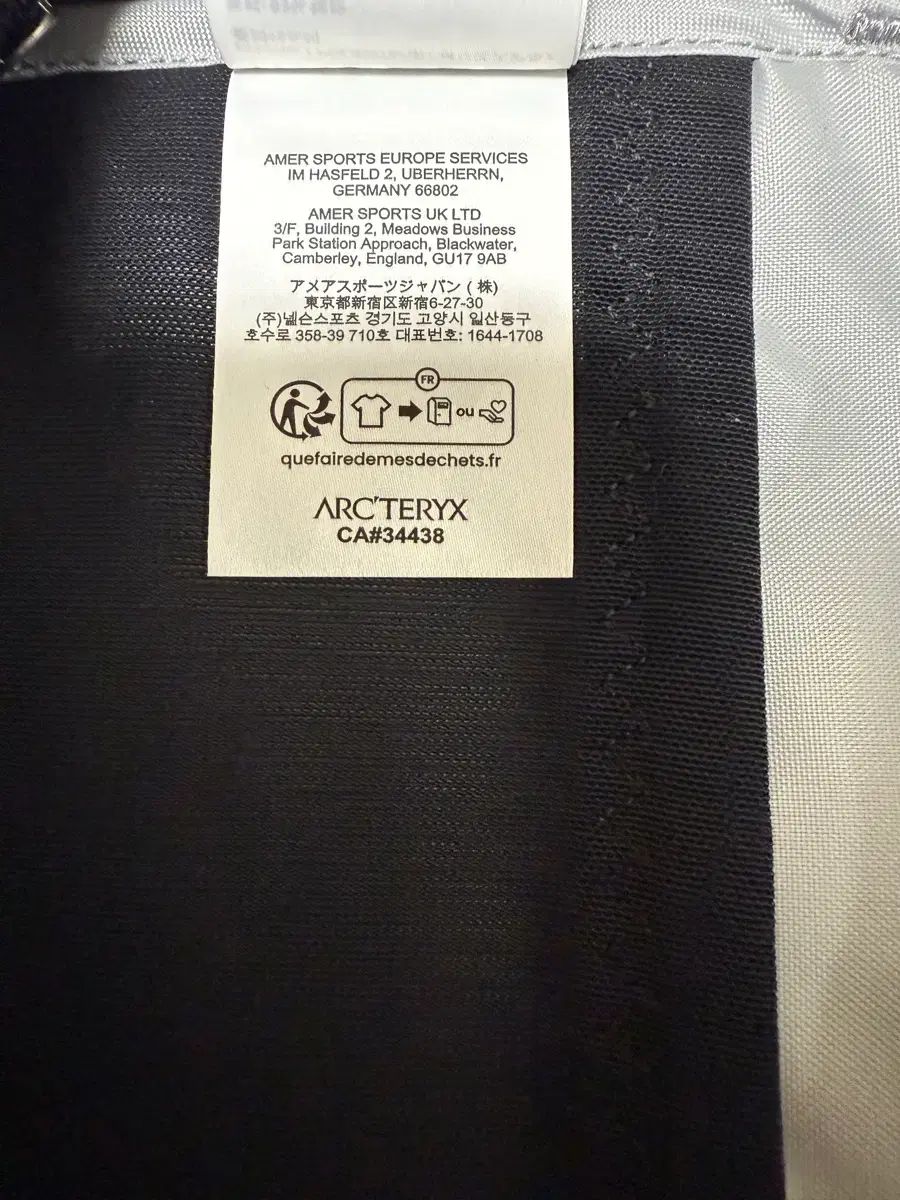 AMER SPORTS EUROPE SERVICES
IM HASFELD 2, UBERHERRN,
GERMANY 66802
AMER SPORTS UK LTD
3/F, Building 2, Meadows Business
Park Station Approach, Blackwater,
Camberley, England, GU17 9AB
アメアスポーツジャパン (株)
東京都新宿区新宿6-27-30
(주)넬슨스포츠 경기도 고양시 일산동구
호수로 358-39 710호 대표번호: 1644-1708
FR
ou
quefairedemesdechets.fr
ARC'TERYX
CA#34438